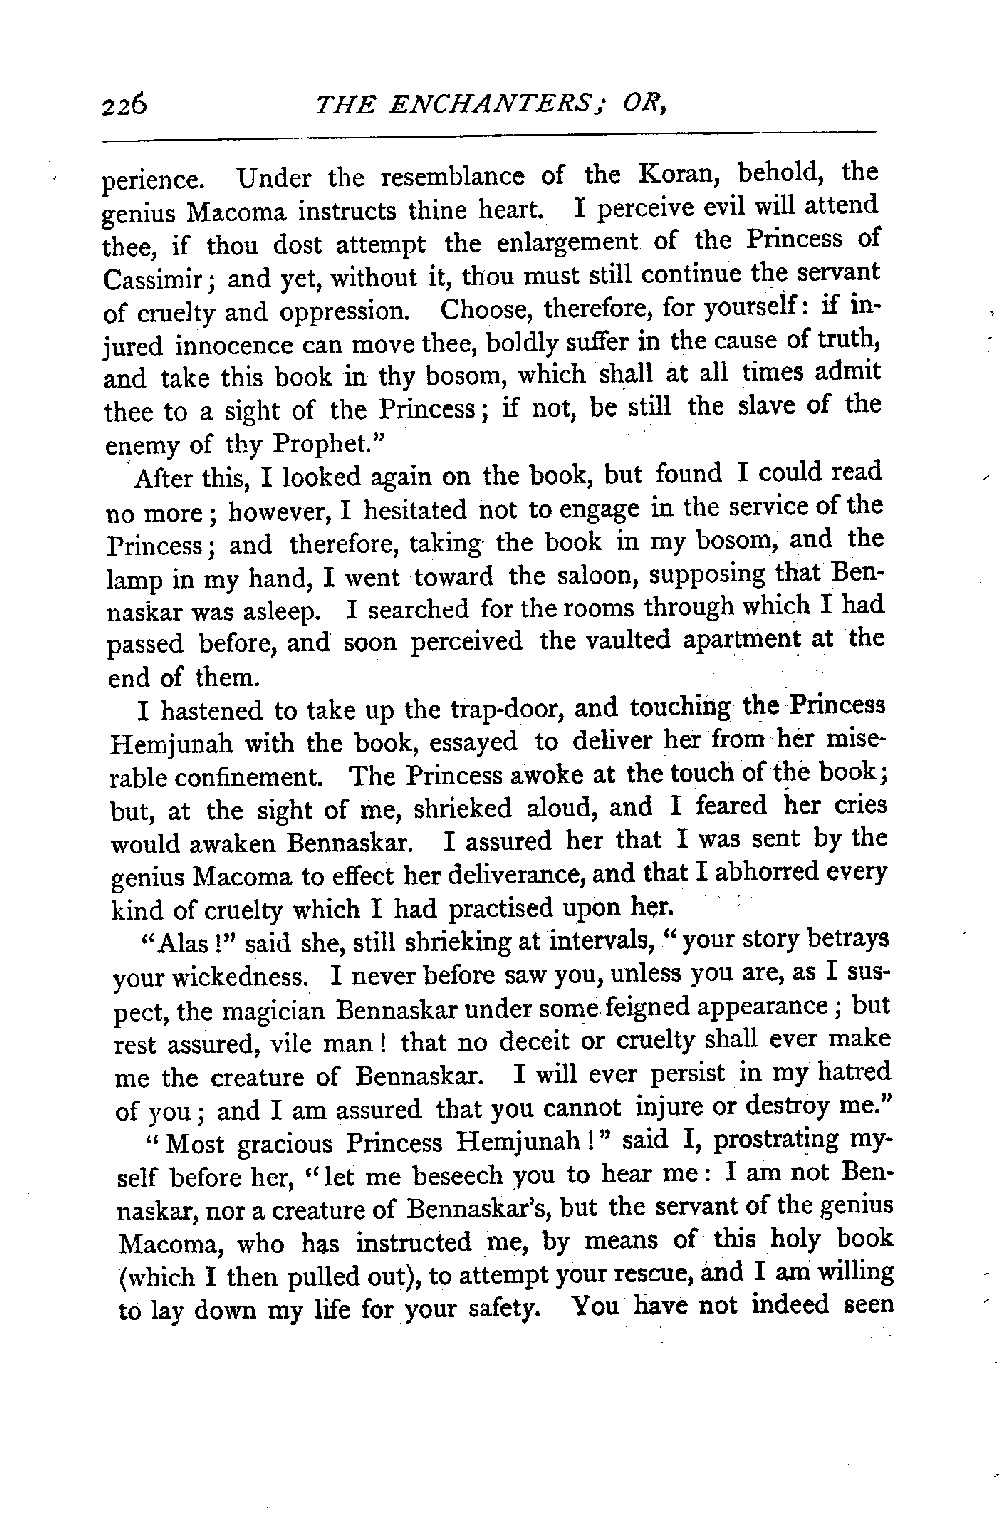 226 THE ENCHANTERS; OR,
perience. Under the resemblance of the Koran, behold, the
genius Macoma instructs thine heart. I perceive evil will attend
thee, if thou dost attempt the enlargement of the Princess of
Cassimir; and yet, without it, thou must still continue the servant
of cruelty and oppression. Choose, therefore, for yourself: if in-
jured innocence can move thee, boldly suffer in the cause of truth,
and take this book in thy bosom, which shall at all times admit
thee to a sight of the Princess; if not, be still the slave of the
enemy of thy Prophet."
After this, I looked again on the book, but found I could read
no more; however, I hesitated not to engage in the service of the
Princess; and therefore, taking the book in my bosom, and the
lamp in my hand, I went toward the saloon, supposing that Ben-
naskar was asleep. I searched for the rooms through which I had
passed before, and soon perceived the vaulted apartment at the
end of them.
I hastened to take up the trap-door, and touching the Princess
Hemjunah with the book, essayed to deliver her from her mise-
rable confinement. The Princess awoke at the touch of the book;
but, at the sight of me, shrieked aloud, and I feared her cries
would awaken Bennaskar. I assured her that I was sent by the
genius Macoma to effect her deliverance, and that I abhorred every
kind of cruelty which I had practised upon her.
"Alas!" said she, still shrieking at intervals, "your story betrays
your wickedness. I never before saw you, unless you are, as I sus-
pect, the magician Bennaskar under some feigned appearance; but
rest assured, vile man! that no deceit or cruelty shall ever make
me the creature of Bennaskar. I will ever persist in my hatred
of you; and I am assured that you cannot injure or destroy me."
"Most gracious Princess Hemjunah!" said I, prostrating my-
self before her, "let me beseech you to hear me: I am not Ben-
naskar, nor a creature of Bennaskar's, but the servant of the genius
Macoma, who has instructed me, by means of this holy book
(which I then pulled out), to attempt your rescue, and I am willing
to lay down my life for your safety. You have not indeed seen